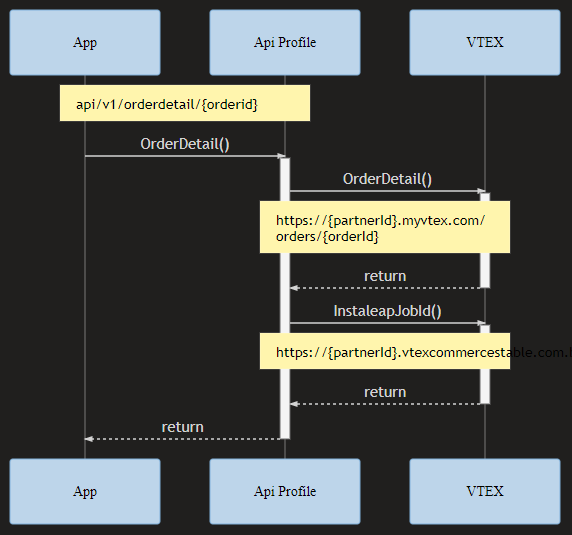 App
Api Profile
VTEX
api/v1/orderdetail/{orderid}
OrderDetail()
OrderDetail()
https://{partnerId}.myvtex.com/
orders/{orderId}
return
InstaleapJobId()
https://{partnerId}.vtexcommercestable.com.
return
return
App
Api Profile
VTEX